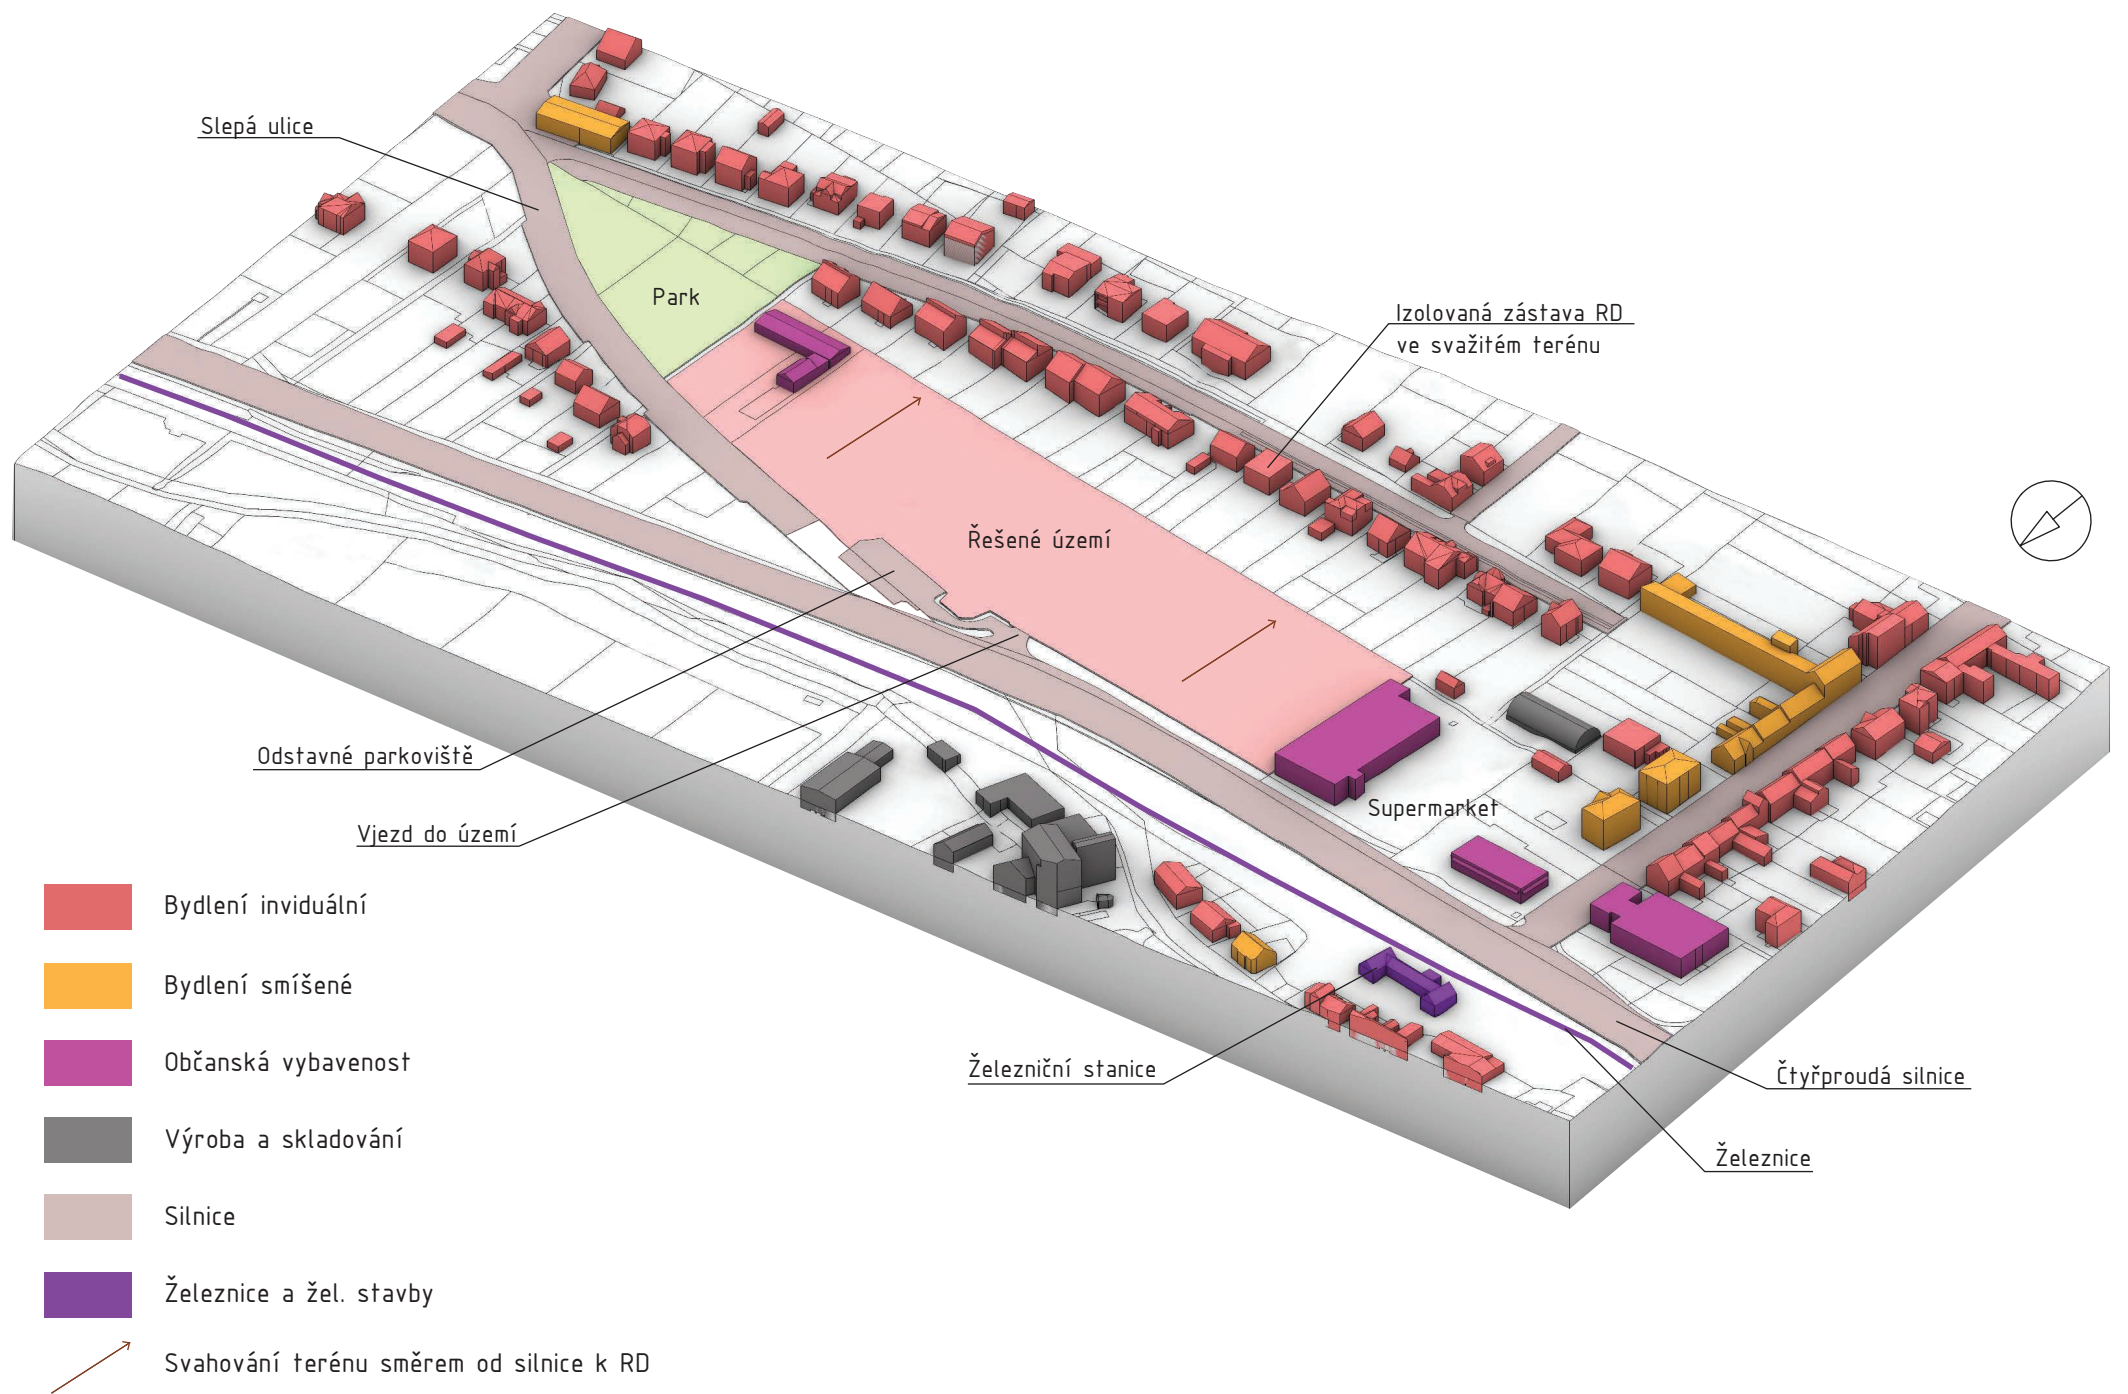 Slepá ulice
Park
Izolovaná zástava RD
ve svažitém terénu
Řešené území
Odstavné parkoviště
Supermarket
Vjezd do území
Železniční stanice
Čtyřproudá silnice
Železnice
Bydlení inviduální
Bydlení smíšené
Občanská vybavenost
Výroba a skladování
Silnice
Železnice a žel. stavby
Svahování terénu směrem od silnice k RD